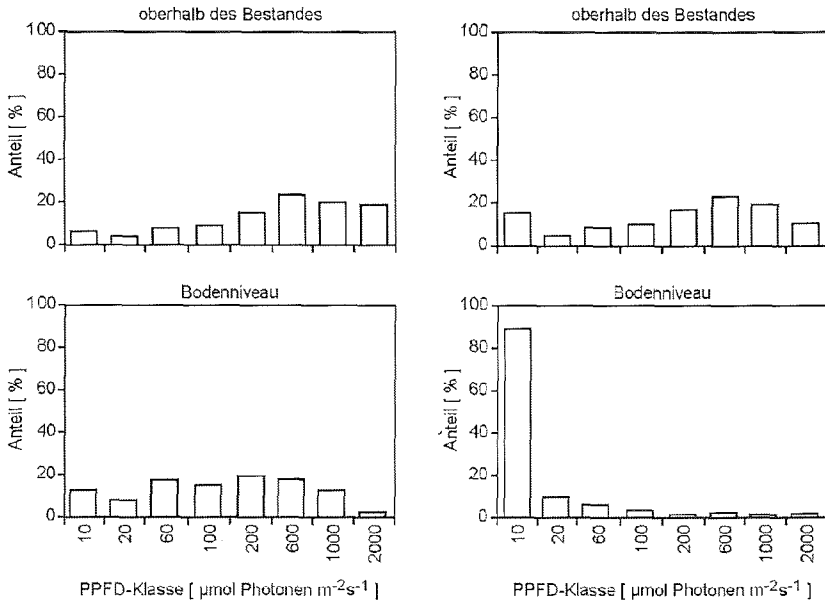 oberhalb des Bestandes
100
80
60
40
20
0
Anteil [ % ]
oberhalb des Bestandes
100
80
60
40
20
0
Anteil [ % ]
Bodenniveau
100
80
60
40
20
0
Anteil [ % ]
10 20 60 100 200 600 1000 2000
PPFD-Klasse [ µmol Photonen m⁻²s⁻¹ ]
Bodenniveau
100
80
60
40
20
0
Anteil [ % ]
10 20 60 100 200 600 1000 2000
PPFD-Klasse [ µmol Photonen m⁻²s⁻¹ ]